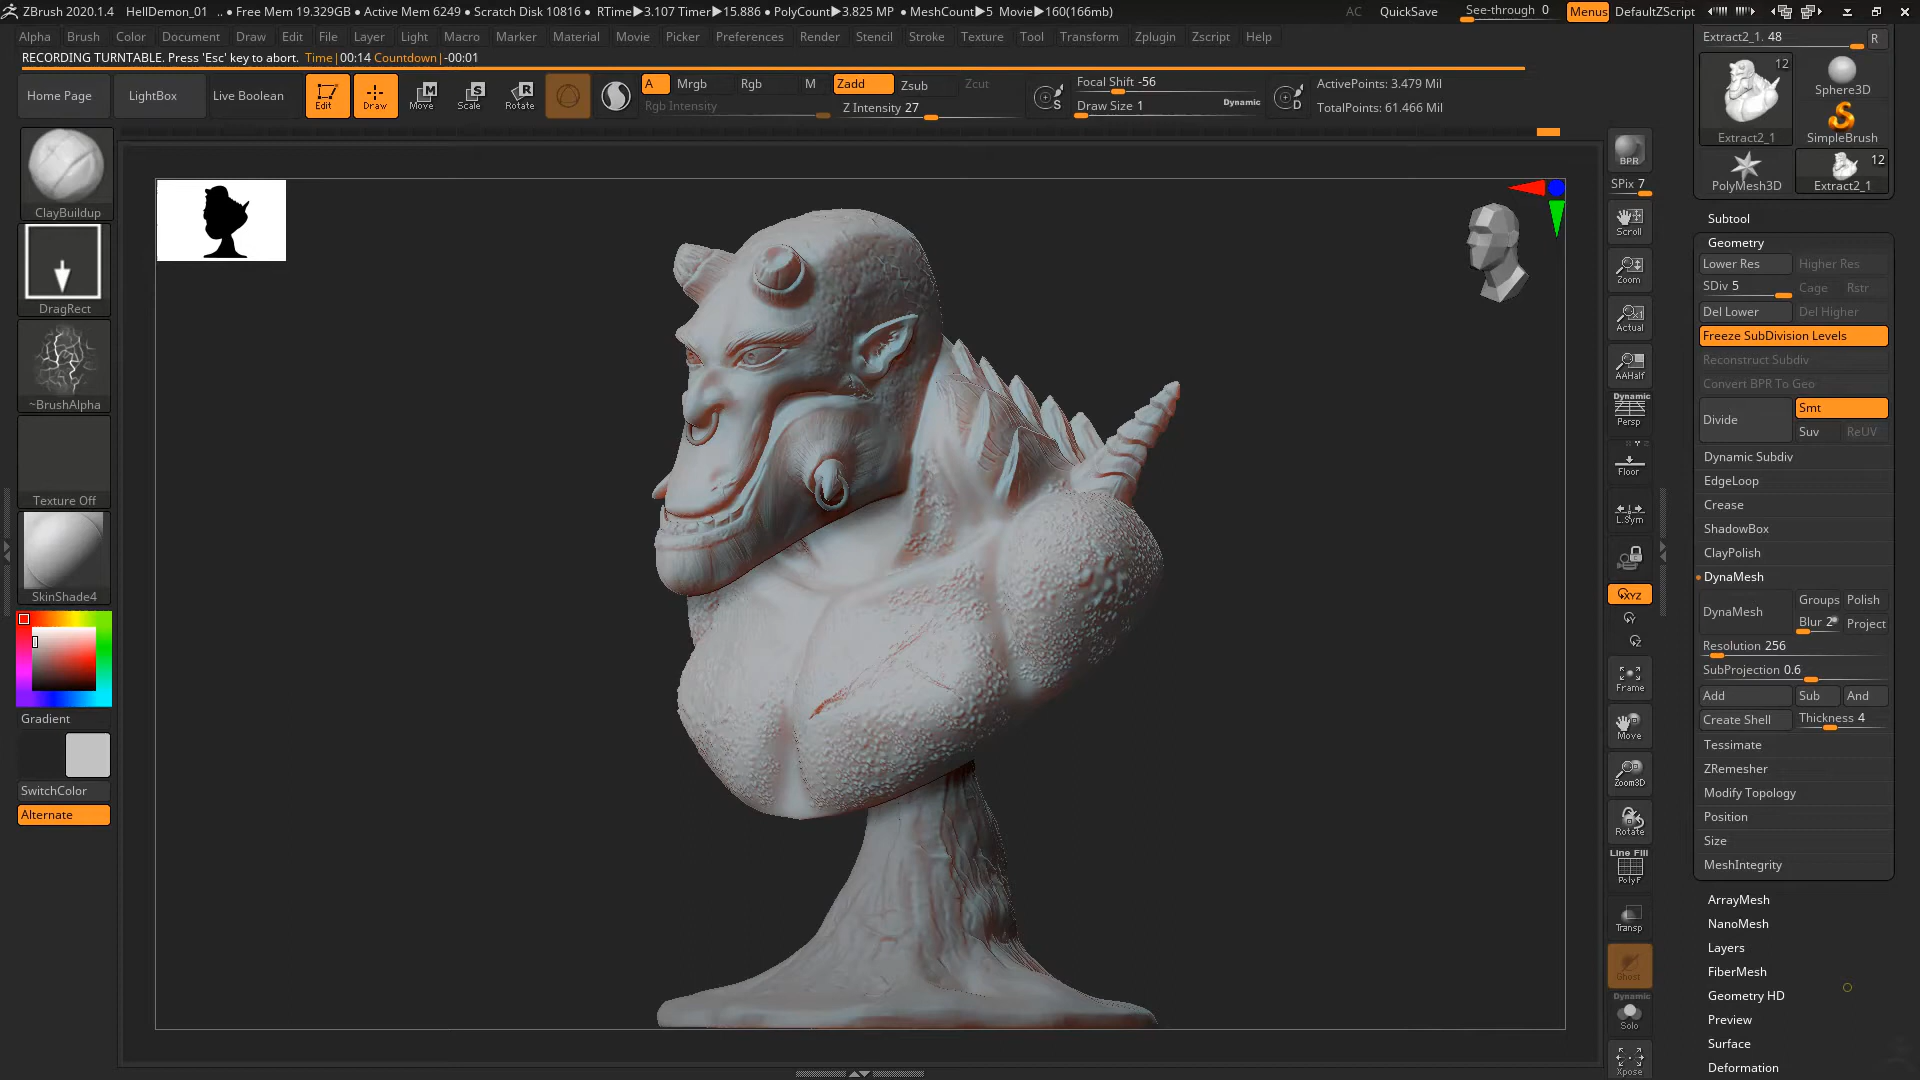 ZBrush 2020.1.4 HellDemon_01 .. ● Free Mem 19.329GB ● Active Mem 6249 ● Scratch Disk 10816 ● RTime▶3.107 Timer▶15.886 ● PolyCount▶3.825 MP ● MeshCount▶5 Movie▶160(166mb) AC QuickSave See-through 0 Menus DefaultZScript
Alpha Brush Color Document Draw Edit File Layer Light Macro Marker Material Movie Picker Preferences Render Stencil Stroke Texture Tool Transform Zplugin Zscript Help
RECORDING TURNTABLE. Press 'Esc' key to abort. Time|00:14 Countdown|-00:01
Home Page LightBox Live Boolean Edit Draw Move Scale Rotate
A Mrgb Rgb M Zadd Zsub Zcut
Rgb Intensity Z Intensity 27
Focal Shift -56
Draw Size 1 Dynamic
S D
ActivePoints: 3.479 Mil
TotalPoints: 61.466 Mil
ClayBuildup
DragRect
~BrushAlpha
Texture Off
SkinShade4
Gradient
SwitchColor
Alternate
BPR
SPix 7
Scroll
Zoom
Actual
AAHalf
Dynamic
Persp
Floor
L.Sym
XYZ
Y
Z
Frame
Move
Zoom3D
Rotate
Line Fill
PolyF
Transp
Ghost
Dynamic
Solo
Xpose
Extract2_1. 48 R
12
Extract2_1
Sphere3D
SimpleBrush
PolyMesh3D
12
Extract2_1
Subtool
Geometry
Lower Res Higher Res
SDiv 5 Cage Rstr
Del Lower Del Higher
Freeze SubDivision Levels
Reconstruct Subdiv
Convert BPR To Geo
Divide Smt
Suv ReUV
Dynamic Subdiv
EdgeLoop
Crease
ShadowBox
ClayPolish
DynaMesh
DynaMesh Groups Polish
Blur 2 Project
Resolution 256
SubProjection 0.6
Add Sub And
Create Shell Thickness 4
Tessimate
ZRemesher
Modify Topology
Position
Size
MeshIntegrity
ArrayMesh
NanoMesh
Layers
FiberMesh
Geometry HD
Preview
Surface
Deformation